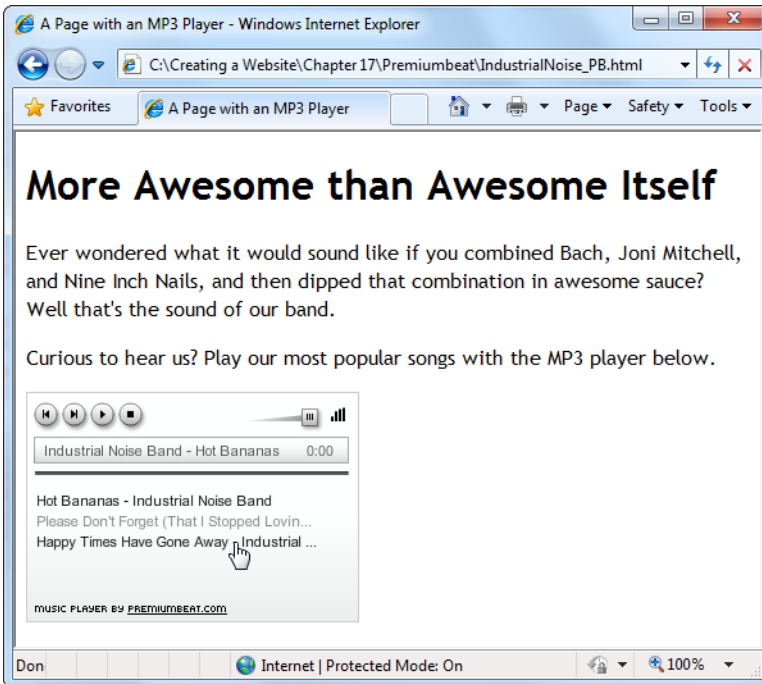 A Page with an MP3 Player - Windows Internet Explorer
C:\Creating a Website\Chapter 17\Premiumbeat\IndustrialNoise_PB.html
Favorites A Page with an MP3 Player Page Safety Tools
More Awesome than Awesome Itself
Ever wondered what it would sound like if you combined Bach, Joni Mitchell,
and Nine Inch Nails, and then dipped that combination in awesome sauce?
Well that's the sound of our band.
Curious to hear us? Play our most popular songs with the MP3 player below.
Industrial Noise Band - Hot Bananas 0:00
Hot Bananas - Industrial Noise Band
Please Don't Forget (That I Stopped Lovin...
Happy Times Have Gone Away - Industrial ...
MUSIC PLAYER BY PREMIUMBEAT.COM
Don Internet | Protected Mode: On 100%